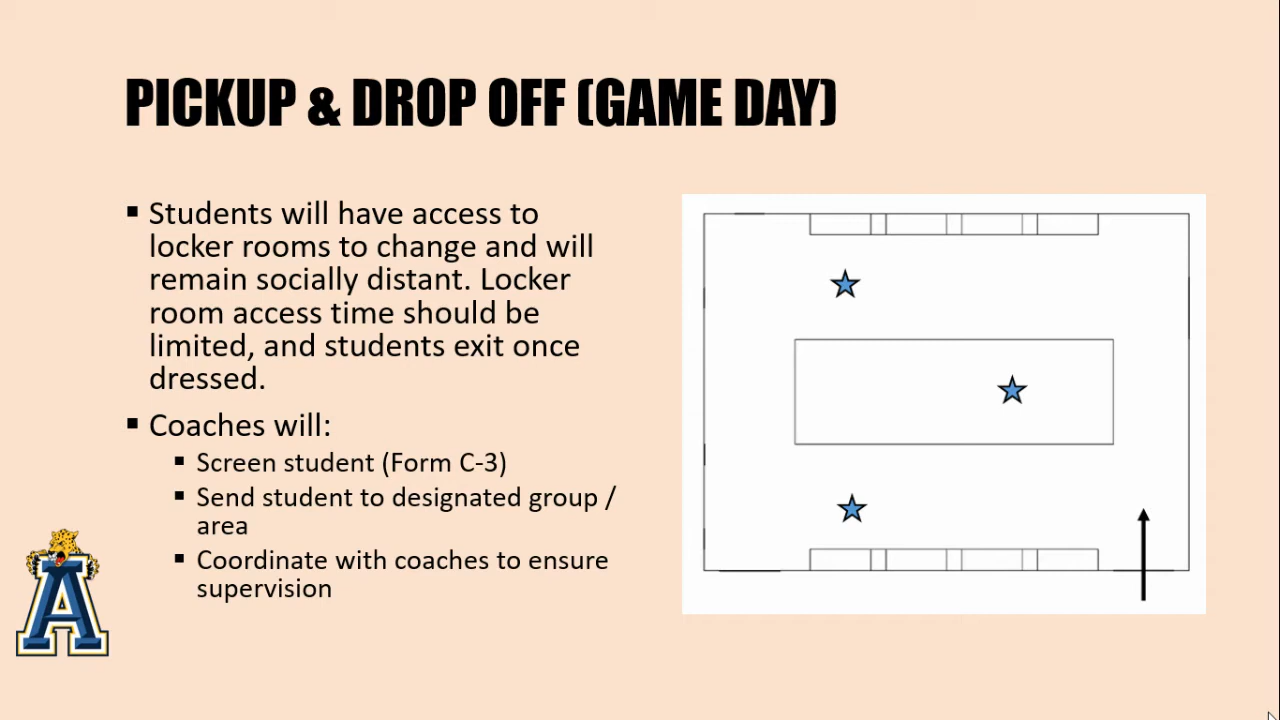 PICKUP & DROP OFF (GAME DAY)
▪ Students will have access to
locker rooms to change and will
remain socially distant. Locker
room access time should be
limited, and students exit once
dressed.
▪ Coaches will:
▪ Screen student (Form C-3)
▪ Send student to designated group /
area
▪ Coordinate with coaches to ensure
supervision
A